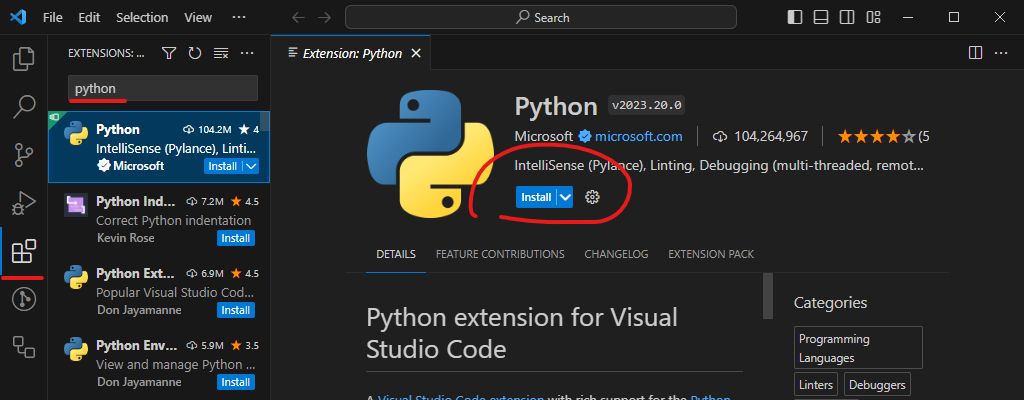 File Edit Selection View ··· Search
EXTENSIONS: ... ···
Extension: Python
python
Python 104.2M ★ 4
IntelliSense (Pylance), Linti...
Microsoft Install
Python Ind... 7.2M ★ 4.5
Correct Python indentation
Kevin Rose Install
Python Ext... 6.9M ★ 4.5
Popular Visual Studio Cod...
Don Jayamanne Install
Python Env... 5.9M ★ 3.5
View and manage Python ...
Don Jayamanne Install
Python v2023.20.0
Microsoft microsoft.com 104,264,967 ★★★★☆(5
IntelliSense (Pylance), Linting, Debugging (multi-threaded, remot...
Install
DETAILS FEATURE CONTRIBUTIONS CHANGELOG EXTENSION PACK
Python extension for Visual
Studio Code
A Visual Studio Code extension with rich support for the Python
Categories
Programming
Languages
Linters Debuggers